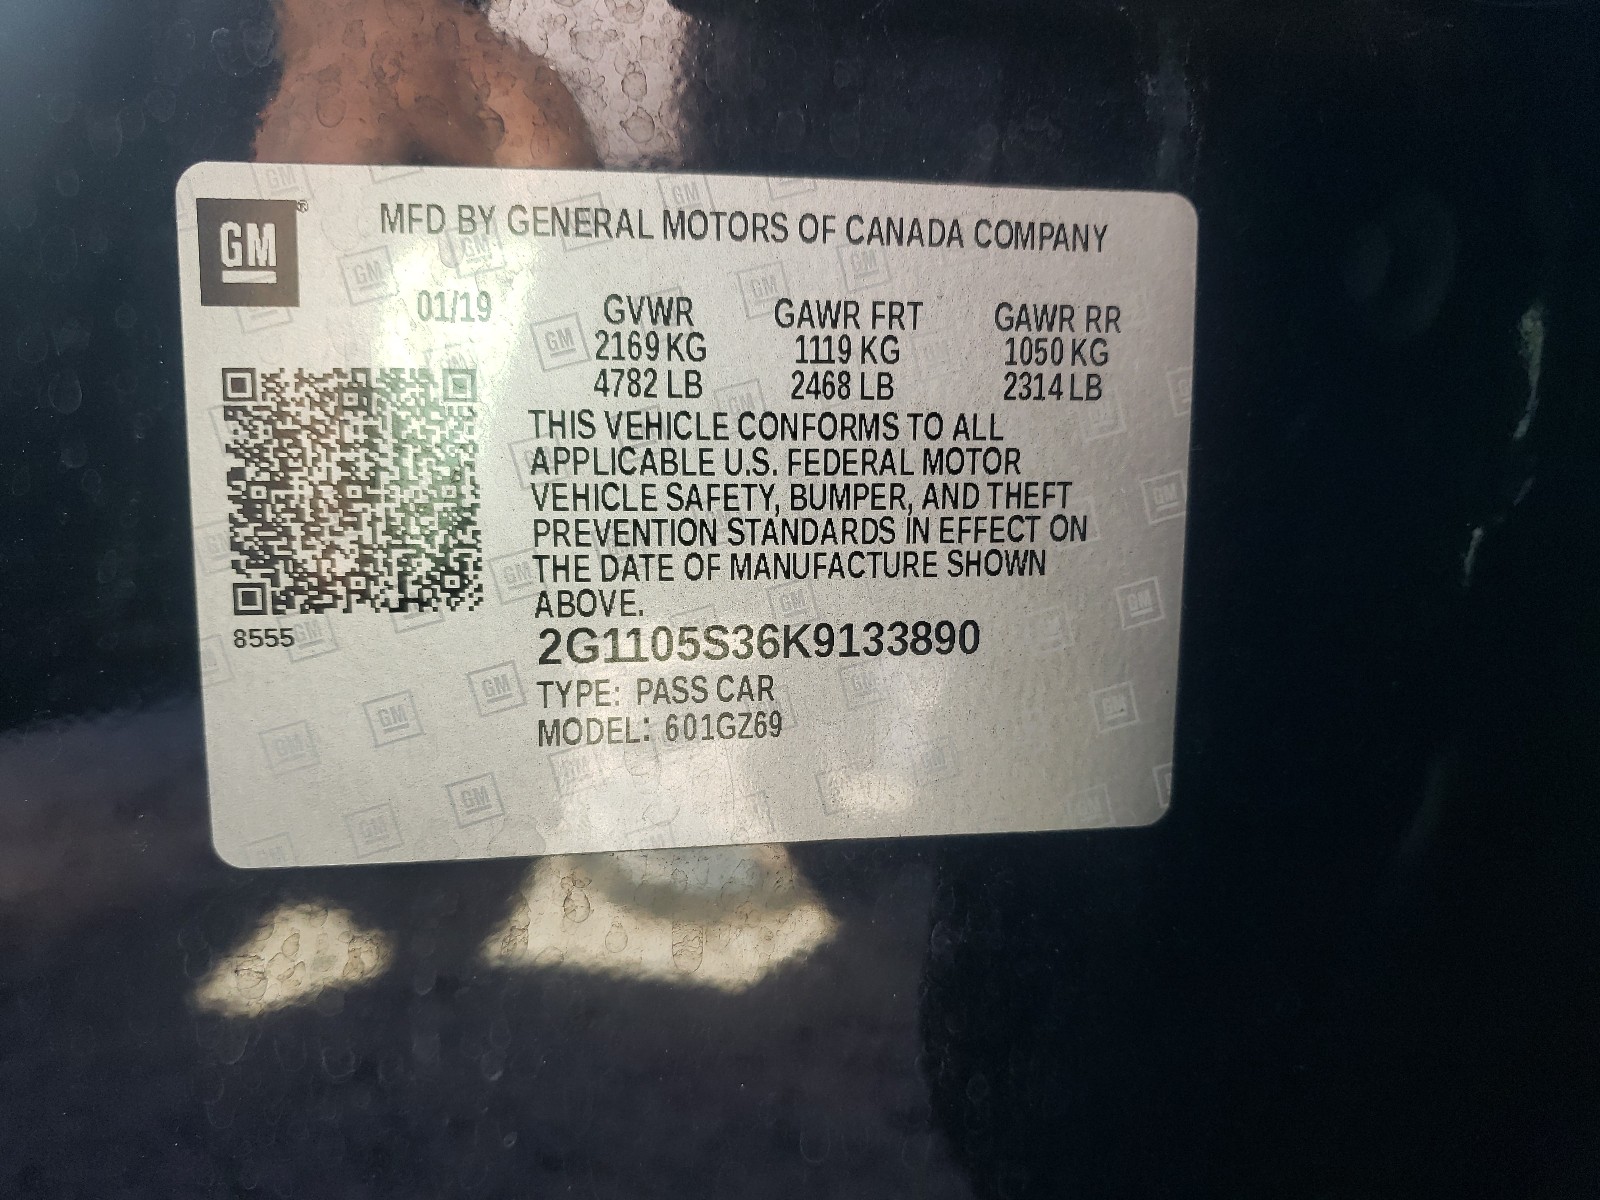 GM®
MFD BY GENERAL MOTORS OF CANADA COMPANY
01/19 GVWR GAWR FRT GAWR RR
2169 KG 1119 KG 1050 KG
4782 LB 2468 LB 2314 LB
THIS VEHICLE CONFORMS TO ALL
APPLICABLE U.S. FEDERAL MOTOR
VEHICLE SAFETY, BUMPER, AND THEFT
PREVENTION STANDARDS IN EFFECT ON
THE DATE OF MANUFACTURE SHOWN
ABOVE.
8555
2G1105S36K9133890
TYPE: PASS CAR
MODEL: 601GZ69